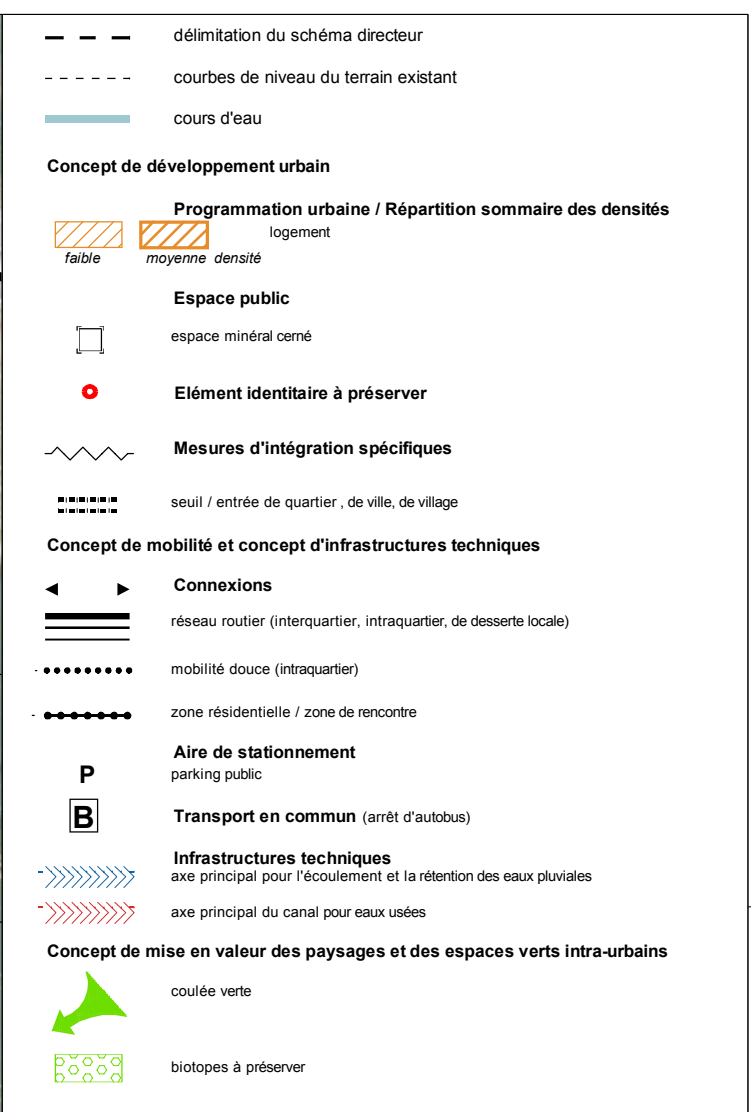 délimitation du schéma directeur
courbes de niveau du terrain existant
cours d'eau
Concept de développement urbain
Programmation urbaine / Répartition sommaire des densités
logement
faible moyenne densité
Espace public
espace minéral cerné
Elément identitaire à préserver
Mesures d'intégration spécifiques
seuil / entrée de quartier , de ville, de village
Concept de mobilité et concept d'infrastructures techniques
Connexions
réseau routier (interquartier, intraquartier, de desserte locale)
mobilité douce (intraquartier)
zone résidentielle / zone de rencontre
Aire de stationnement
P parking public
B Transport en commun (arrêt d'autobus)
Infrastructures techniques
axe principal pour l'écoulement et la rétention des eaux pluviales
axe principal du canal pour eaux usées
Concept de mise en valeur des paysages et des espaces verts intra-urbains
coulée verte
biotopes à préserver